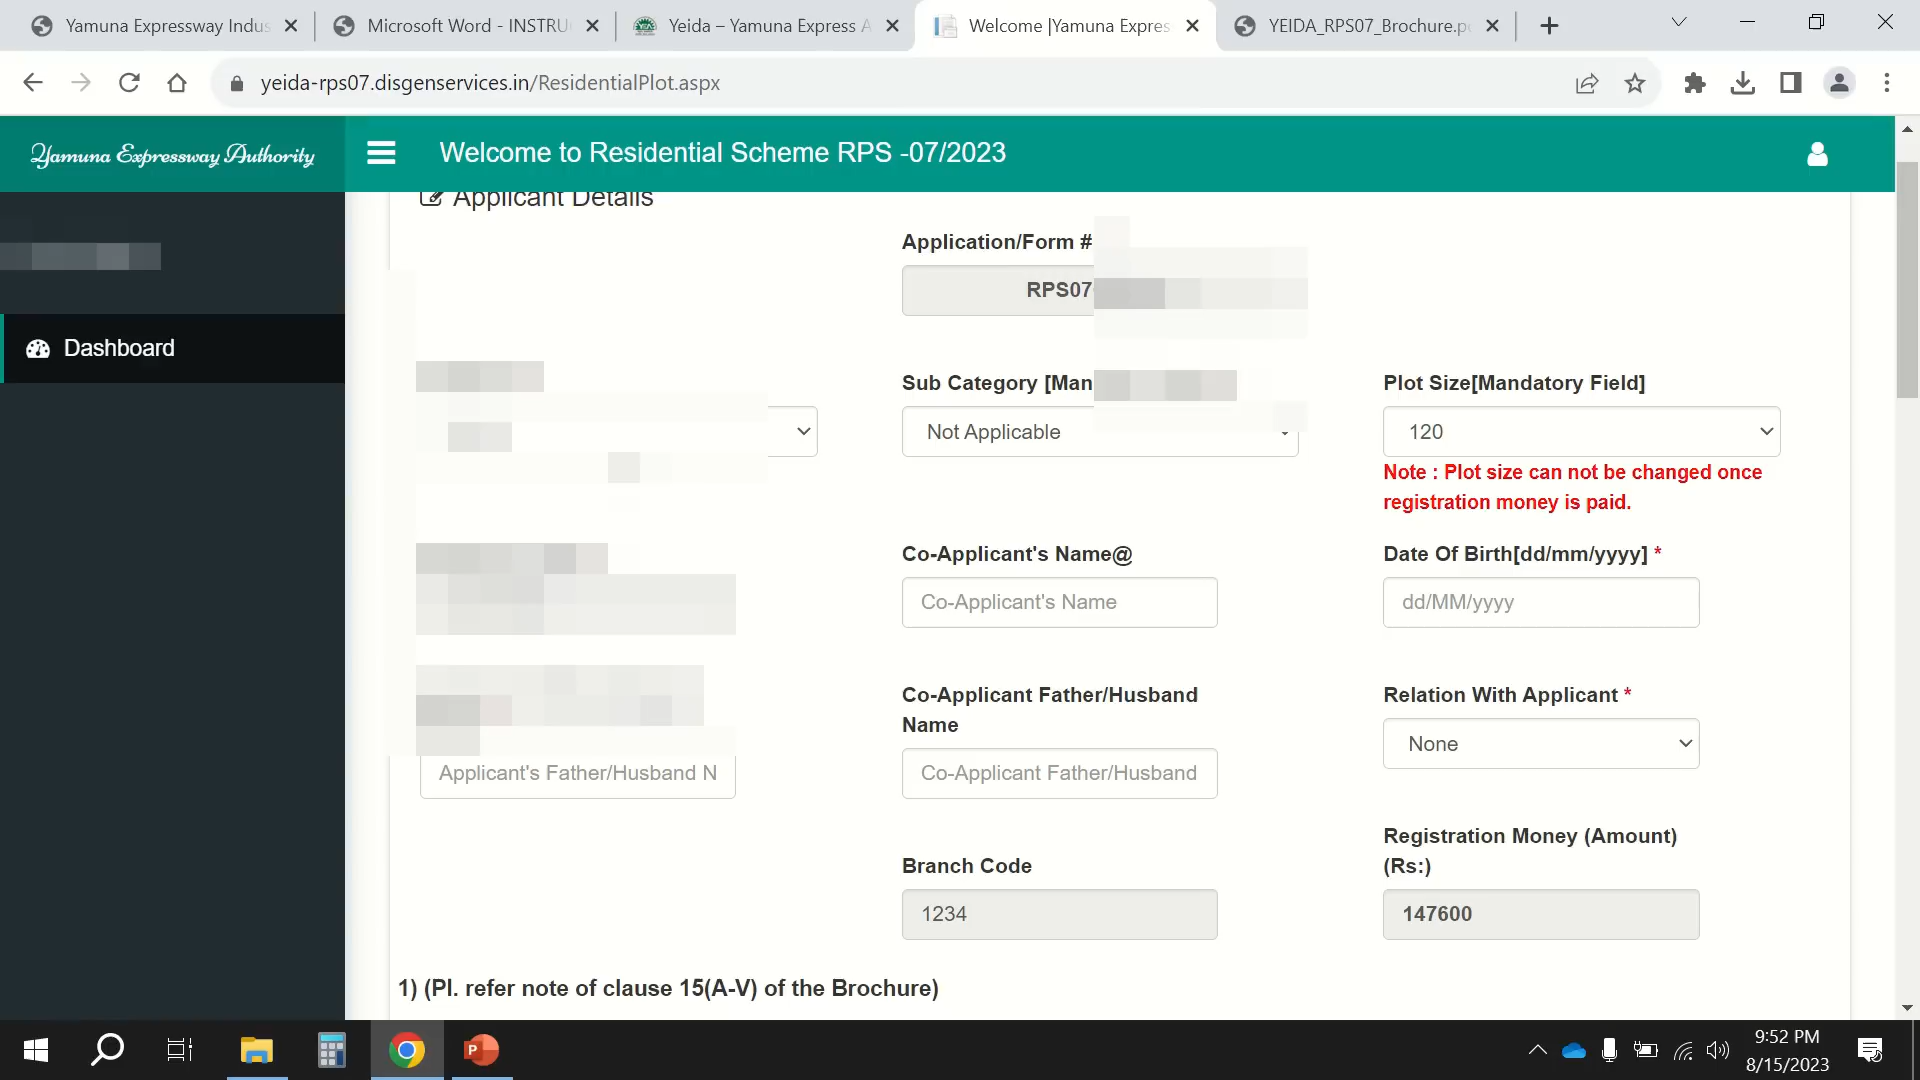 Yamuna Expressway Indus
Microsoft Word - INSTRU
Yeida – Yamuna Express A
Welcome |Yamuna Expres
YEIDA_RPS07_Brochure.p
yeida-rps07.disgenservices.in/ResidentialPlot.aspx
Yamuna Expressway Authority
Welcome to Residential Scheme RPS -07/2023
Dashboard
Applicant Details
Application/Form #
RPS07
Sub Category [Man
Plot Size[Mandatory Field]
Not Applicable
120
Note : Plot size can not be changed once
registration money is paid.
Co-Applicant's Name@
Date Of Birth[dd/mm/yyyy] *
Co-Applicant's Name
dd/MM/yyyy
Co-Applicant Father/Husband
Name
Relation With Applicant *
None
Applicant's Father/Husband N
Co-Applicant Father/Husband
Branch Code
Registration Money (Amount)
(Rs:)
1234
147600
1) (Pl. refer note of clause 15(A-V) of the Brochure)
9:52 PM
8/15/2023